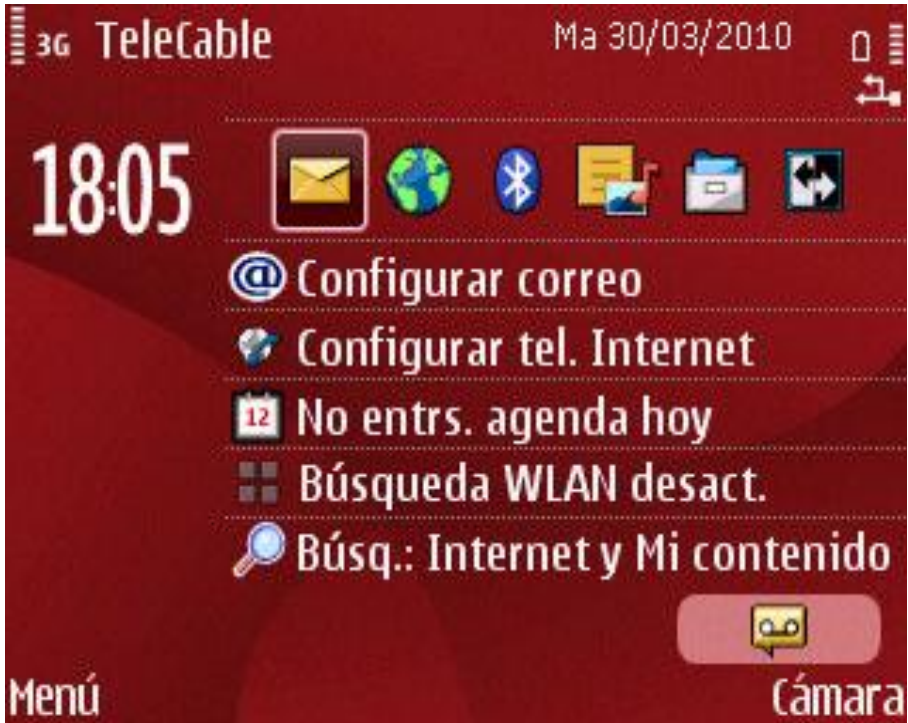 3G TeleCable Ma 30/03/2010
18:05
@ Configurar correo
Configurar tel. Internet
12 No entrs. agenda hoy
Búsqueda WLAN desact.
Búsq.: Internet y Mi contenido
Menú Cámara